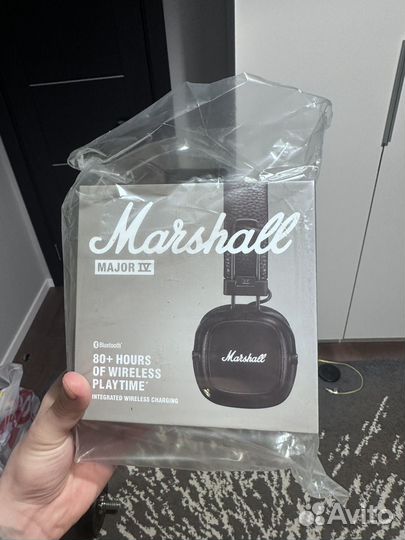 Marshall
MAJOR IV
Bluetooth®
80+ HOURS
OF WIRELESS
PLAYTIME*
INTEGRATED WIRELESS CHARGING
Marshall
Avito